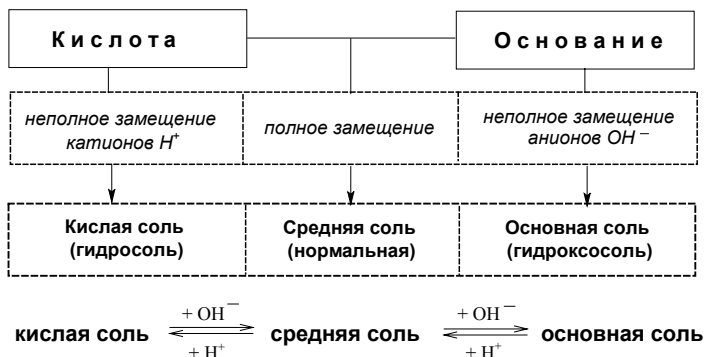 Кислота
Основание
неполное замещение
катионов H⁺
полное замещение
неполное замещение
анионов OH⁻
Кислая соль
(гидросоль)
Средняя соль
(нормальная)
Основная соль
(гидроксосоль)
+ OH⁻
+ OH⁻
кислая соль средняя соль основная соль
+ H⁺
+ H⁺